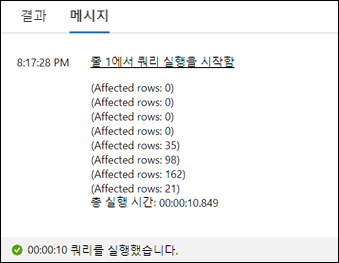 결과 메시지
8:17:28 PM 줄 1에서 쿼리 실행을 시작함
(Affected rows: 0)
(Affected rows: 0)
(Affected rows: 0)
(Affected rows: 0)
(Affected rows: 35)
(Affected rows: 98)
(Affected rows: 162)
(Affected rows: 21)
총 실행 시간: 00:00:10.849
00:00:10 쿼리를 실행했습니다.